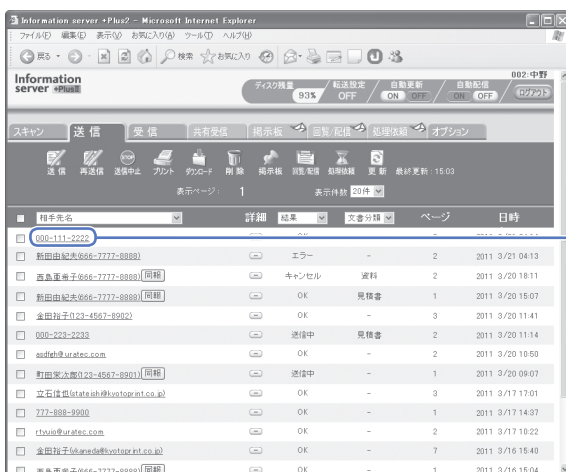 Information server +Plus2 - Microsoft Internet Explorer
ファイル(F) 編集(E) 表示(V) お気に入り(A) ツール(T) ヘルプ(H)
戻る 検索 お気に入り
002:中野
Information server +PlusⅡ
ディスク残量 93% 転送設定 OFF 自動更新 ON OFF 自動配信 ON OFF ログアウト
スキャン 送信 受信 共有受信 掲示板 回覧/配信 処理依頼 オプション
送信 再送信 送信中止 プリント ダウンロード 削除 掲示板 回覧/配信 処理依頼 更新 最終更新:15:03
表示ページ: 1 表示件数 20件
相手先名 詳細 結果 文書分類 ページ 日時
000-111-2222
新田由紀夫(666-7777-8888) エラー - 2 2011 3/21 04:13
西島亜希子(666-7777-8888) 同報 キャンセル 資料 2 2011 3/20 18:11
新田由紀夫(666-7777-8888) 同報 OK 見積書 1 2011 3/20 15:07
金田裕子(123-4567-8902) OK - 3 2011 3/20 11:41
000-223-2233 送信中 見積書 2 2011 3/20 11:14
asdfgh@uratec.com OK - 2 2011 3/20 10:50
町田栄次郎(123-4567-8901) 同報 送信中 - 1 2011 3/20 09:07
立石信也(stateishi@kyotoprint.co.jp) OK - 3 2011 3/17 17:01
777-888-9900 OK - 1 2011 3/17 14:37
rtyuio@uratec.com OK - 2 2011 3/17 10:22
金田裕子(ykaneda@kyotoprint.co.jp) OK - 7 2011 3/16 15:40
西島亜希子(666-7777-8888) 同報 OK - 1 2011 3/16 15:04